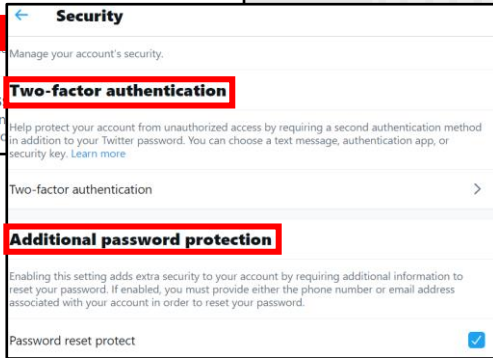 Security
Manage your account's security.
Two-factor authentication
Help protect your account from unauthorized access by requiring a second authentication method
in addition to your Twitter password. You can choose a text message, authentication app, or
security key. Learn more
Two-factor authentication
Additional password protection
Enabling this setting adds extra security to your account by requiring additional information to
reset your password. If enabled, you must provide either the phone number or email address
associated with your account in order to reset your password.
Password reset protect